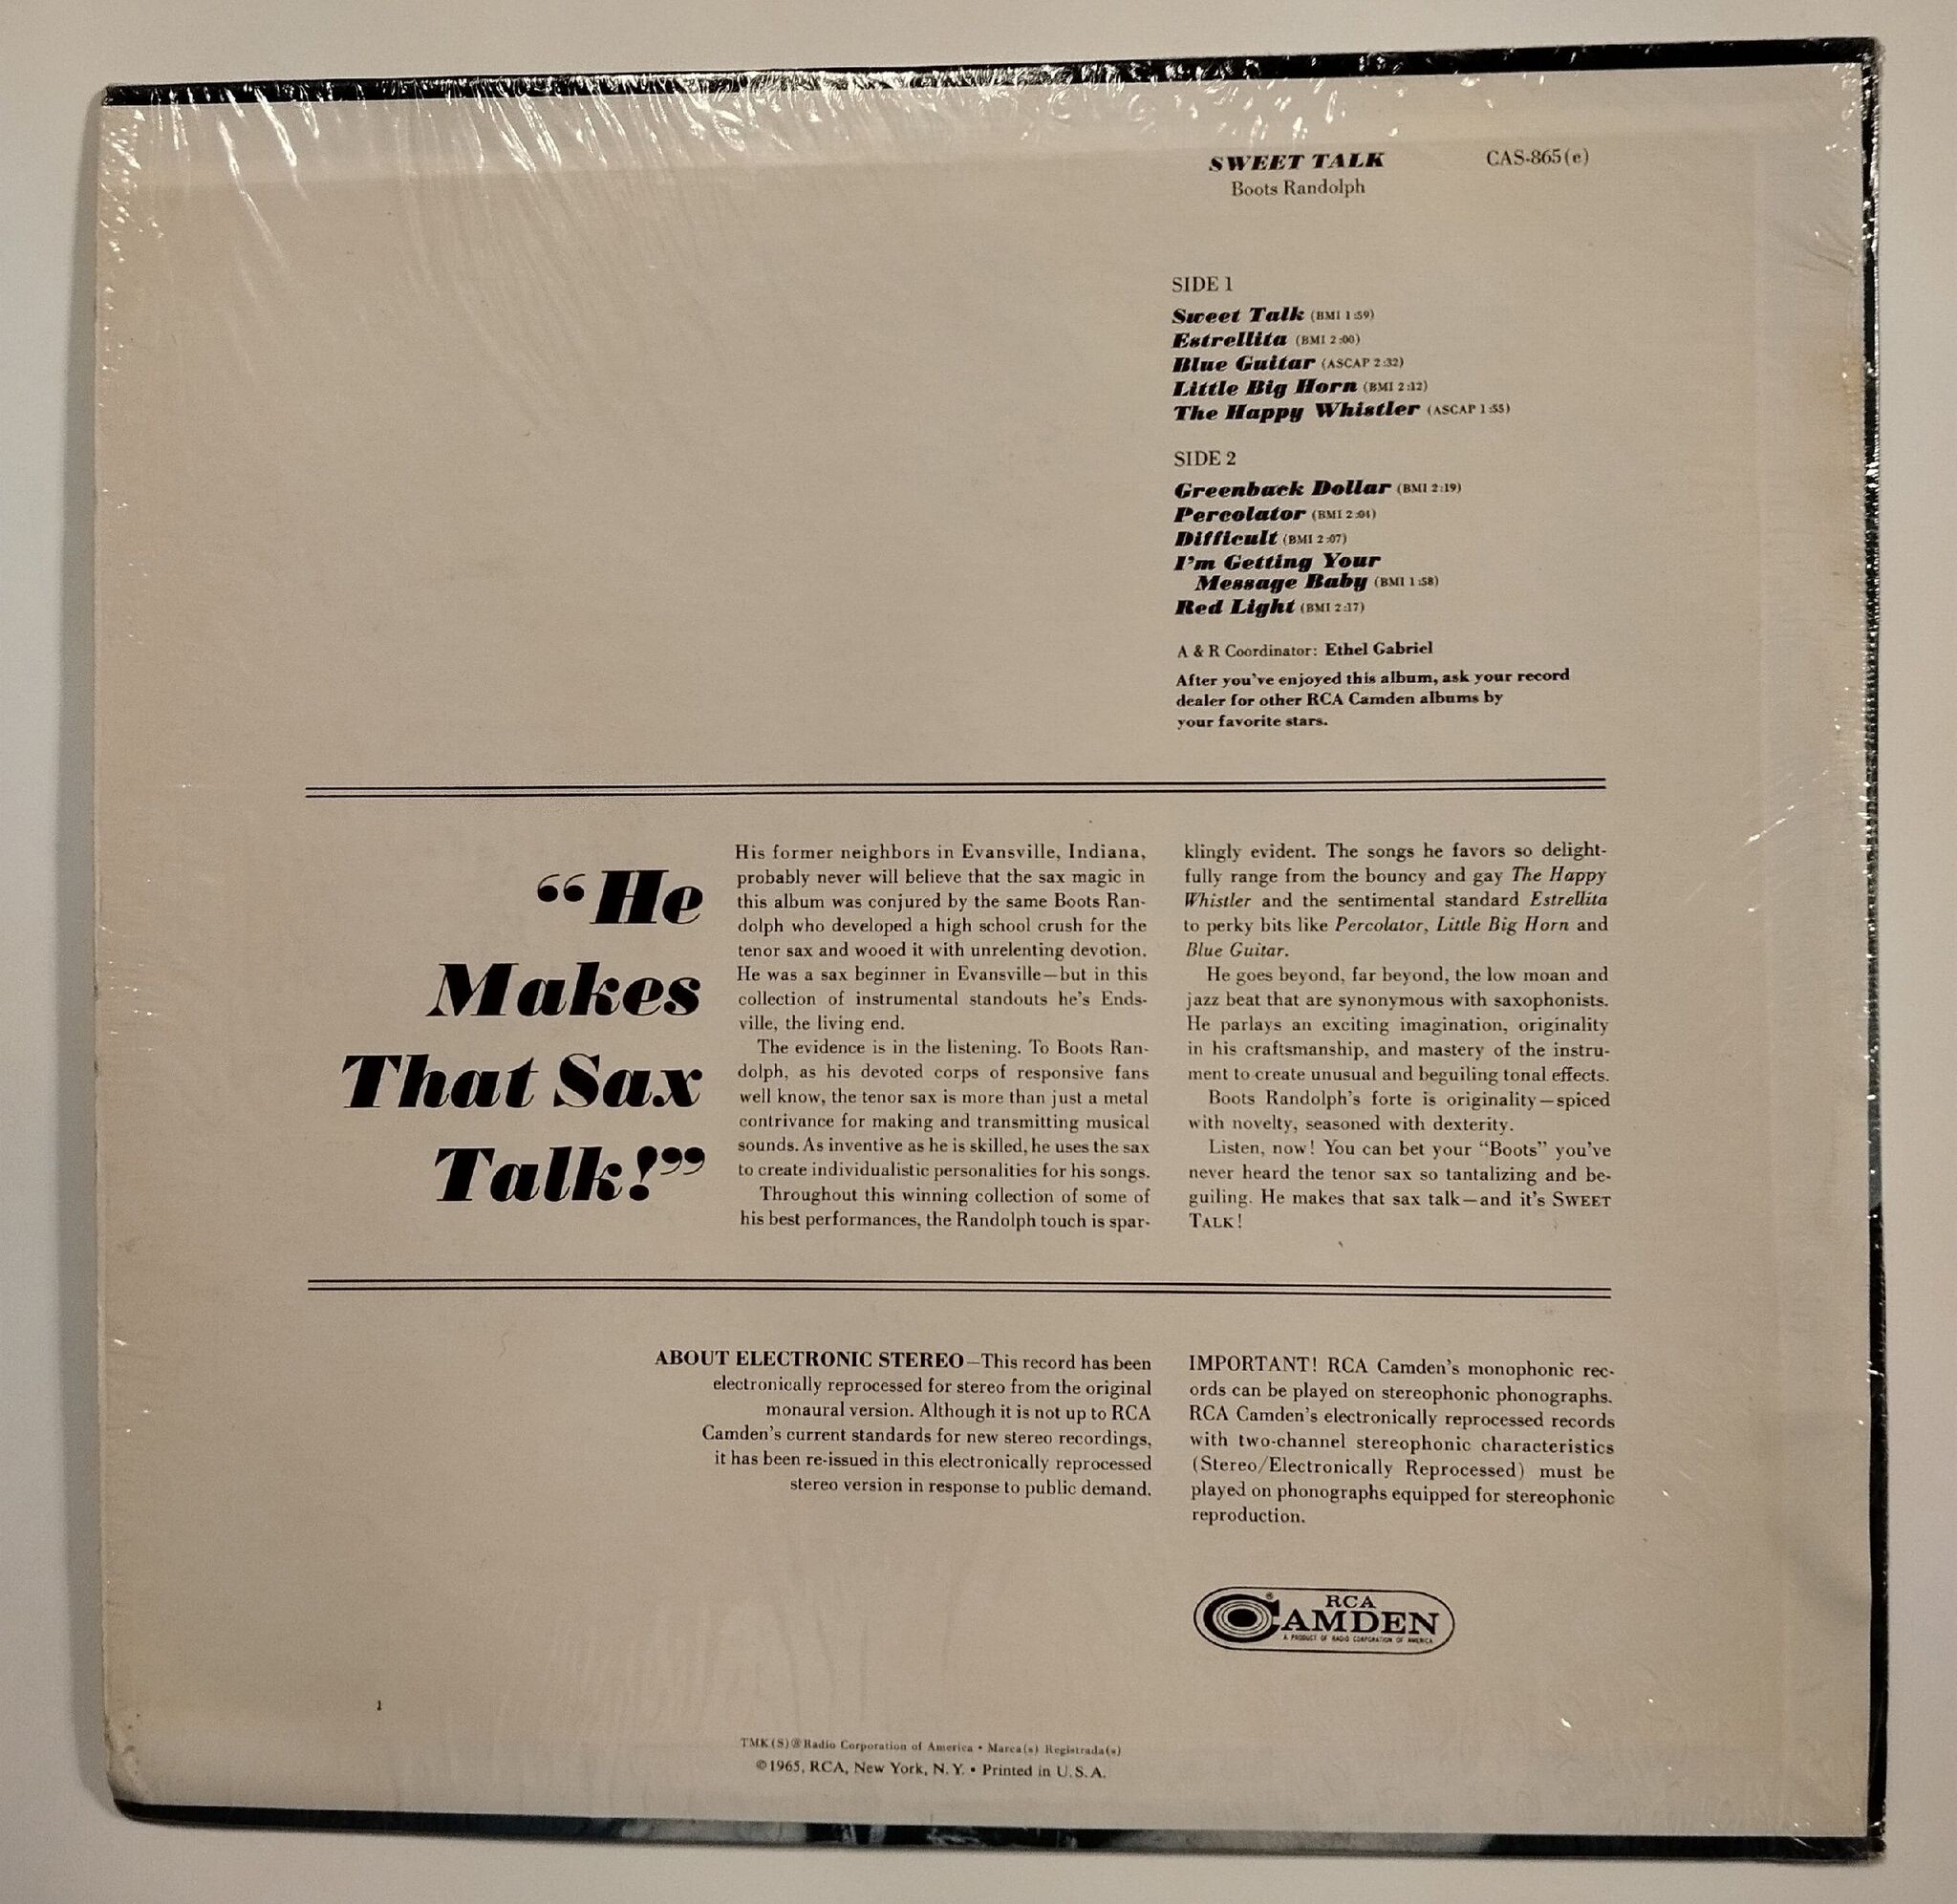 SWEET TALK
Boots Randolph
CAS-865(e)
SIDE 1
Sweet Talk (BMI 1:59)
Estrellita (BMI 2:00)
Blue Guitar (ASCAP 2:32)
Little Big Horn (BMI 2:12)
The Happy Whistler (ASCAP 1:55)
SIDE 2
Greenback Dollar (BMI 2:19)
Percolator (BMI 2:04)
Difficult (BMI 2:07)
I'm Getting Your
Message Baby (BMI 1:58)
Red Light (BMI 2:17)
A & R Coordinator: Ethel Gabriel
After you've enjoyed this album, ask your record
dealer for other RCA Camden albums by
your favorite stars.
“He
Makes
That Sax
Talk!”
His former neighbors in Evansville, Indiana,
probably never will believe that the sax magic in
this album was conjured by the same Boots Ran-
dolph who developed a high school crush for the
tenor sax and wooed it with unrelenting devotion.
He was a sax beginner in Evansville—but in this
collection of instrumental standouts he's Ends-
ville, the living end.
The evidence is in the listening. To Boots Ran-
dolph, as his devoted corps of responsive fans
well know, the tenor sax is more than just a metal
contrivance for making and transmitting musical
sounds. As inventive as he is skilled, he uses the sax
to create individualistic personalities for his songs.
Throughout this winning collection of some of
his best performances, the Randolph touch is spar-
klingly evident. The songs he favors so delight-
fully range from the bouncy and gay The Happy
Whistler and the sentimental standard Estrellita
to perky bits like Percolator, Little Big Horn and
Blue Guitar.
He goes beyond, far beyond, the low moan and
jazz beat that are synonymous with saxophonists.
He parlays an exciting imagination, originality
in his craftsmanship, and mastery of the instru-
ment to create unusual and beguiling tonal effects.
Boots Randolph's forte is originality—spiced
with novelty, seasoned with dexterity.
Listen, now! You can bet your “Boots” you've
never heard the tenor sax so tantalizing and be-
guiling. He makes that sax talk—and it's SWEET
TALK!
ABOUT ELECTRONIC STEREO—This record has been
electronically reprocessed for stereo from the original
monaural version. Although it is not up to RCA
Camden's current standards for new stereo recordings,
it has been re-issued in this electronically reprocessed
stereo version in response to public demand.
IMPORTANT! RCA Camden's monophonic rec-
ords can be played on stereophonic phonographs.
RCA Camden's electronically reprocessed records
with two-channel stereophonic characteristics
(Stereo/Electronically Reprocessed) must be
played on phonographs equipped for stereophonic
reproduction.
RCA
CAMDEN®
A PRODUCT OF RADIO CORPORATION OF AMERICA
1
TMK(S)®Radio Corporation of America • Marca(s) Registrada(s)
©1965, RCA, New York, N.Y. • Printed in U.S.A.